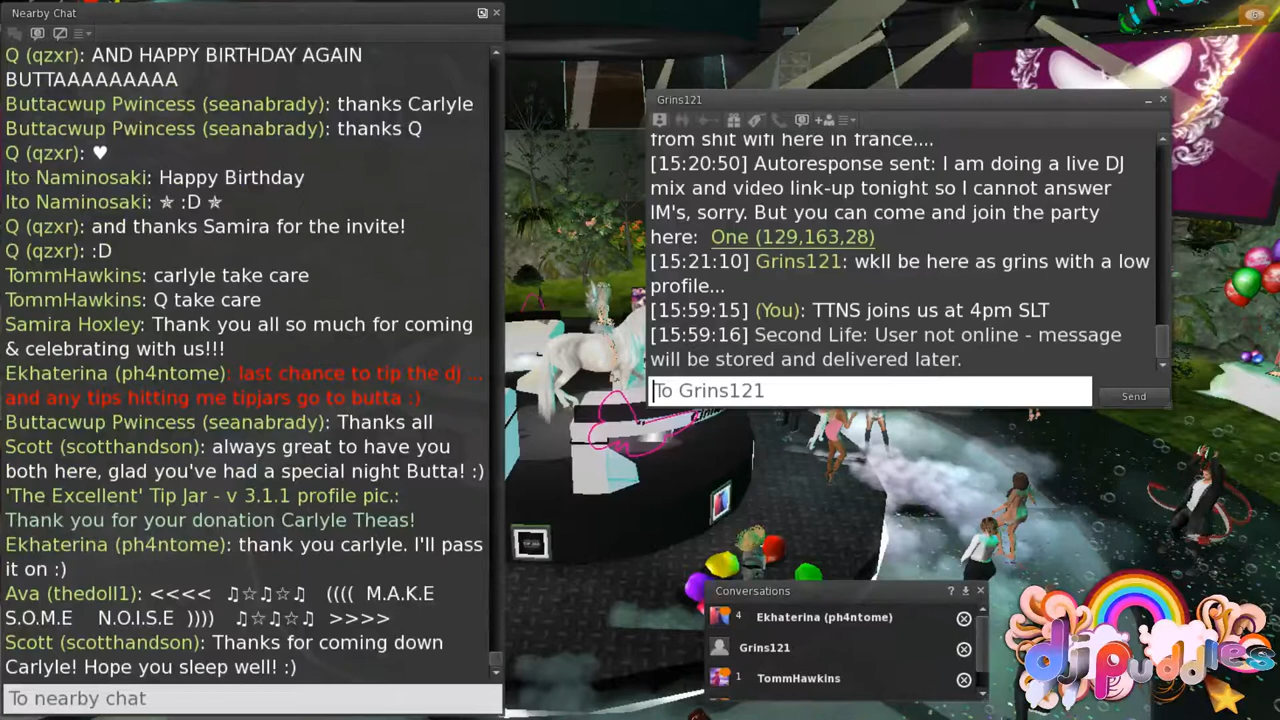 Nearby Chat
Q (qzxr): AND HAPPY BIRTHDAY AGAIN
BUTTAAAAAAAAA
Buttacwup Pwincess (seanabrady): thanks Carlyle
Buttacwup Pwincess (seanabrady): thanks Q
Q (qzxr): ♥
Ito Naminosaki: Happy Birthday
Ito Naminosaki: ✯ :D ✯
Q (qzxr): and thanks Samira for the invite!
Q (qzxr): :D
TommHawkins: carlyle take care
TommHawkins: Q take care
Samira Hoxley: Thank you all so much for coming
& celebrating with us!!!
Ekhaterina (ph4ntome): last chance to tip the dj ...
and any tips hitting me tipjars go to butta :)
Buttacwup Pwincess (seanabrady): Thanks all
Scott (scotthandson): always great to have you
both here, glad you've had a special night Butta! :)
'The Excellent' Tip Jar - v 3.1.1 profile pic.:
Thank you for your donation Carlyle Theas!
Ekhaterina (ph4ntome): thank you carlyle. I'll pass
it on :)
Ava (thedoll1): <<<< ♫☆♫☆♫ (((( M.A.K.E
S.O.M.E N.O.I.S.E )))) ♫☆♫☆♫ >>>>
Scott (scotthandson): Thanks for coming down
Carlyle! Hope you sleep well! :)
To nearby chat
Grins121
from shit wifi here in france....
[15:20:50] Autoresponse sent: I am doing a live DJ
mix and video link-up tonight so I cannot answer
IM's, sorry. But you can come and join the party
here: One (129,163,28)
[15:21:10] Grins121: wkll be here as grins with a low
profile...
[15:59:15] (You): TTNS joins us at 4pm SLT
[15:59:16] Second Life: User not online - message
will be stored and delivered later.
To Grins121
Send
6
Conversations
4 Ekhaterina (ph4ntome)
Grins121
1 TommHawkins
dj puddles